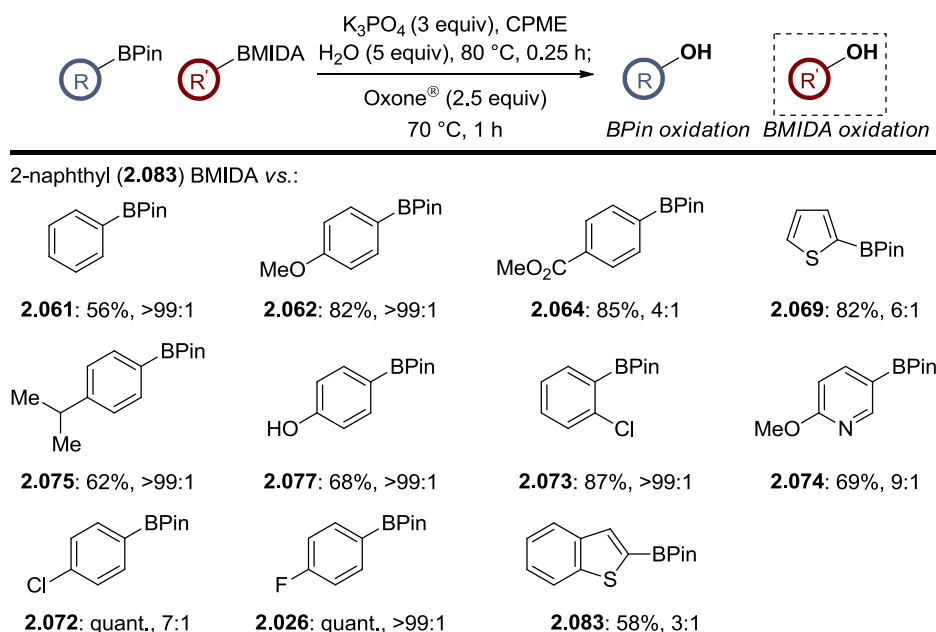 K3PO4 (3 equiv), CPME
H2O (5 equiv), 80 °C, 0.25 h;
Oxone® (2.5 equiv)
70 °C, 1 h
R BPin R' BMIDA
R OH R' OH
BPin oxidation BMIDA oxidation
2-naphthyl (2.083) BMIDA vs.:
BPin
MeO BPin
MeO2C BPin
S BPin
2.061: 56%, >99:1 2.062: 82%, >99:1 2.064: 85%, 4:1 2.069: 82%, 6:1
Me Me BPin
HO BPin
BPin Cl
MeO N BPin
2.075: 62%, >99:1 2.077: 68%, >99:1 2.073: 87%, >99:1 2.074: 69%, 9:1
Cl BPin
F BPin
S BPin
2.072: quant., 7:1 2.026: quant., >99:1 2.083: 58%, 3:1